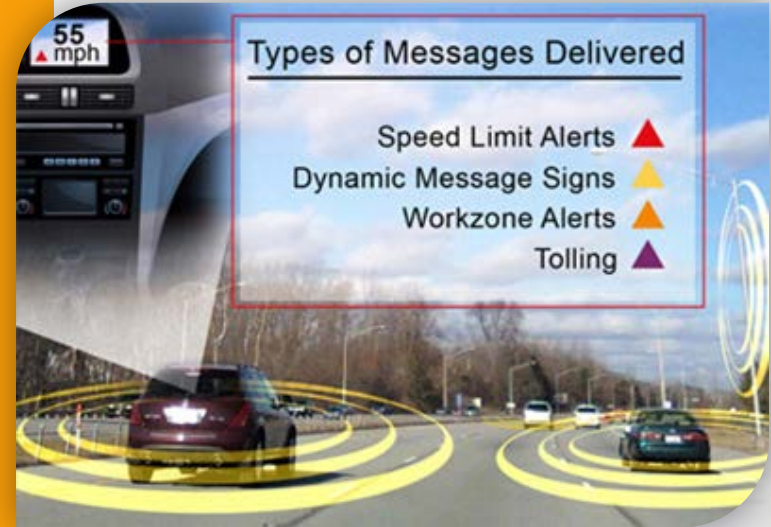 55
mph
Types of Messages Delivered
Speed Limit Alerts
Dynamic Message Signs
Workzone Alerts
Tolling